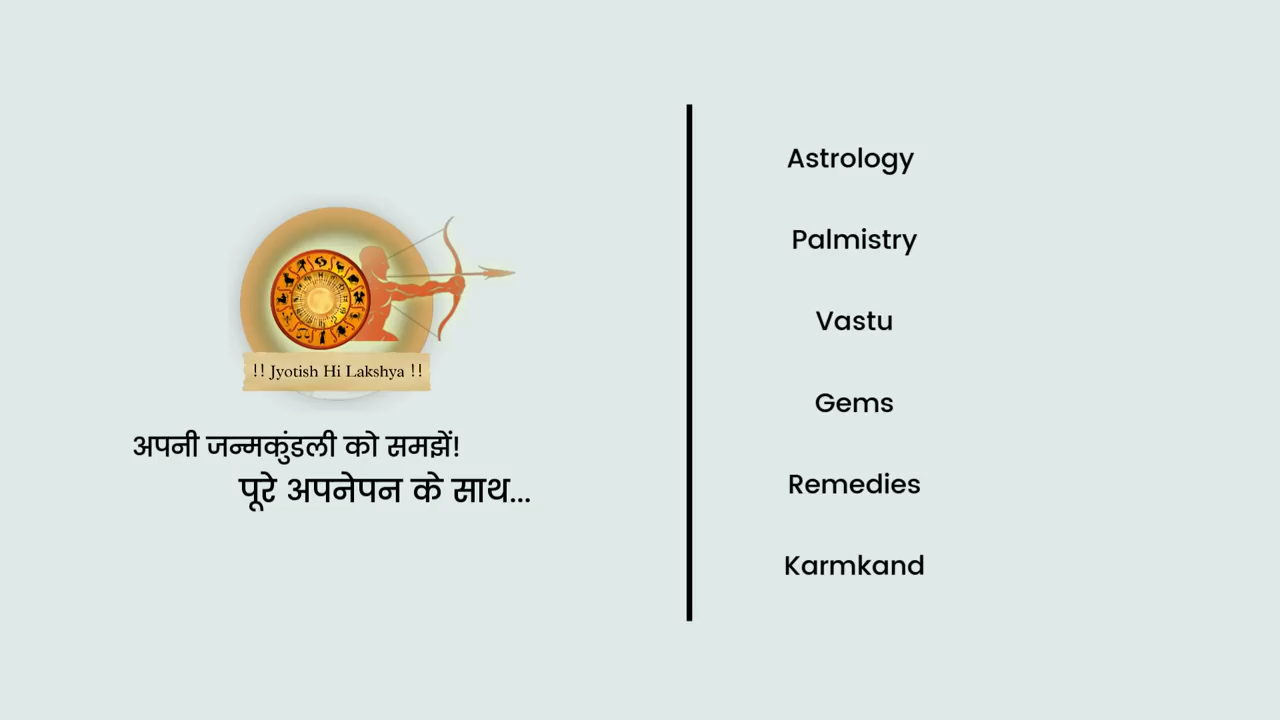 !! Jyotish Hi Lakshya !!
अपनी जन्मकुंडली को समझें!
पूरे अपनेपन के साथ...
Astrology
Palmistry
Vastu
Gems
Remedies
Karmkand